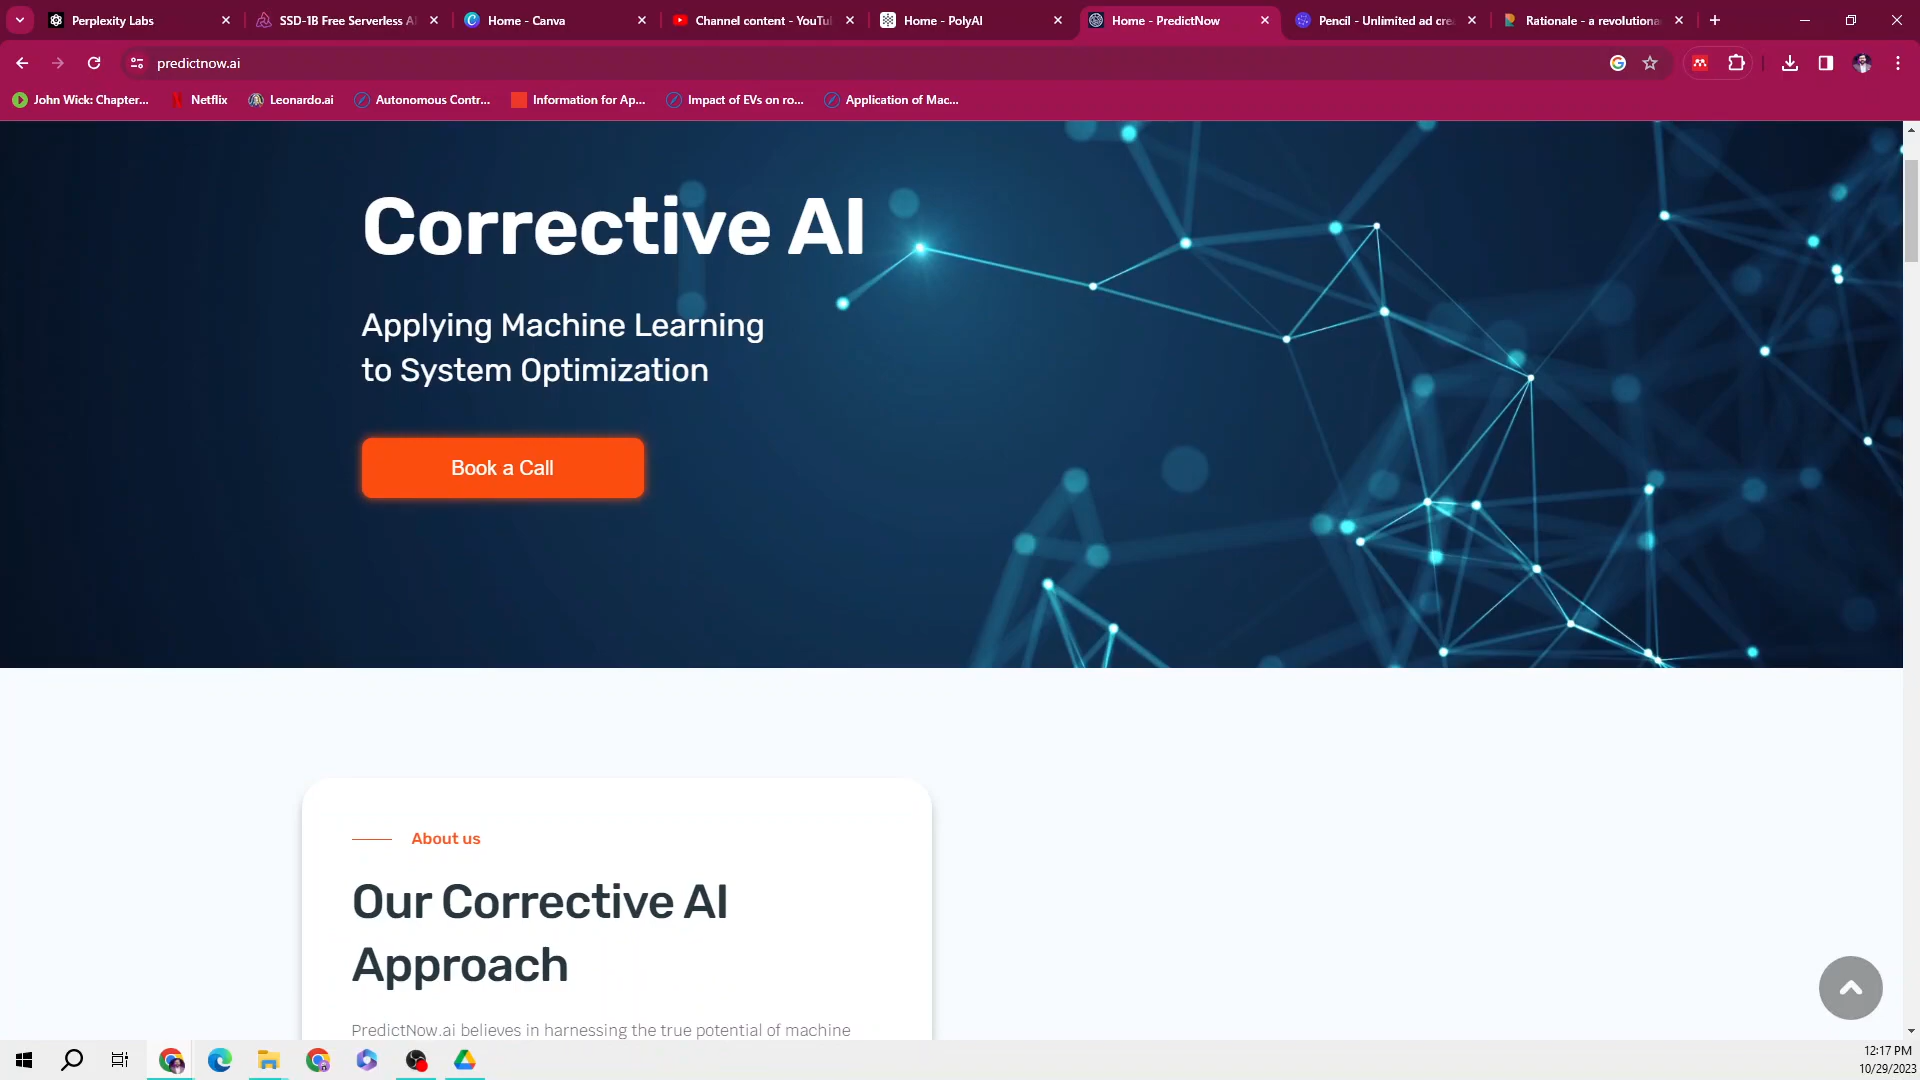 Perplexity Labs
SSD-1B Free Serverless A
Home - Canva
Channel content - YouTu
Home - PolyAI
Home - PredictNow
Pencil - Unlimited ad cre
Rationale - a revolutiona
predictnow.ai
John Wick: Chapter...
Netflix
Leonardo.ai
Autonomous Contr...
Information for Ap...
Impact of EVs on ro...
Application of Mac...
Corrective AI
Applying Machine Learning
to System Optimization
Book a Call
About us
Our Corrective AI
Approach
PredictNow.ai believes in harnessing the true potential of machine
12:17 PM
10/29/2023